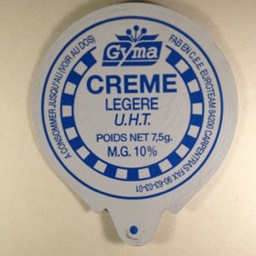 Gyma
CREME
LEGERE
U.H.T.
POIDS NET 7,5g.
M.G. 10%
A CONSOMMER JUSQU'AU (VOIR AU DOS)
FAB EN C.E.E. EUROTEAM 84200 CARPENTRAS FAX 90-63-03-01